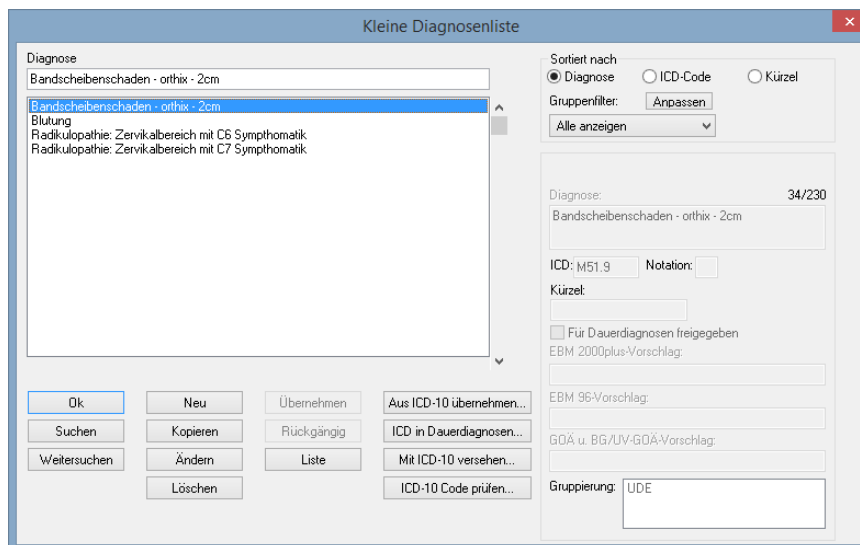 Kleine Diagnosenliste
Diagnose
Bandscheibenschaden - orthix - 2cm
Bandscheibenschaden - orthix - 2cm
Blutung
Radikulopathie: Zervikalbereich mit C6 Sympthomatik
Radikulopathie: Zervikalbereich mit C7 Sympthomatik
Ok
Neu
Übernehmen
Aus ICD-10 übernehmen...
Suchen
Kopieren
Rückgängig
ICD in Dauerdiagnosen...
Weitersuchen
Ändern
Liste
Mit ICD-10 versehen...
Löschen
ICD-10 Code prüfen...
Sortiert nach
Diagnose
ICD-Code
Kürzel
Gruppenfilter:
Anpassen
Alle anzeigen
Diagnose:
34/230
Bandscheibenschaden - orthix - 2cm
ICD: M51.9
Notation:
Kürzel:
Für Dauerdiagnosen freigegeben
EBM 2000plus-Vorschlag:
EBM 96-Vorschlag:
GOÄ u. BG/UV-GOÄ-Vorschlag:
Gruppierung: UDE